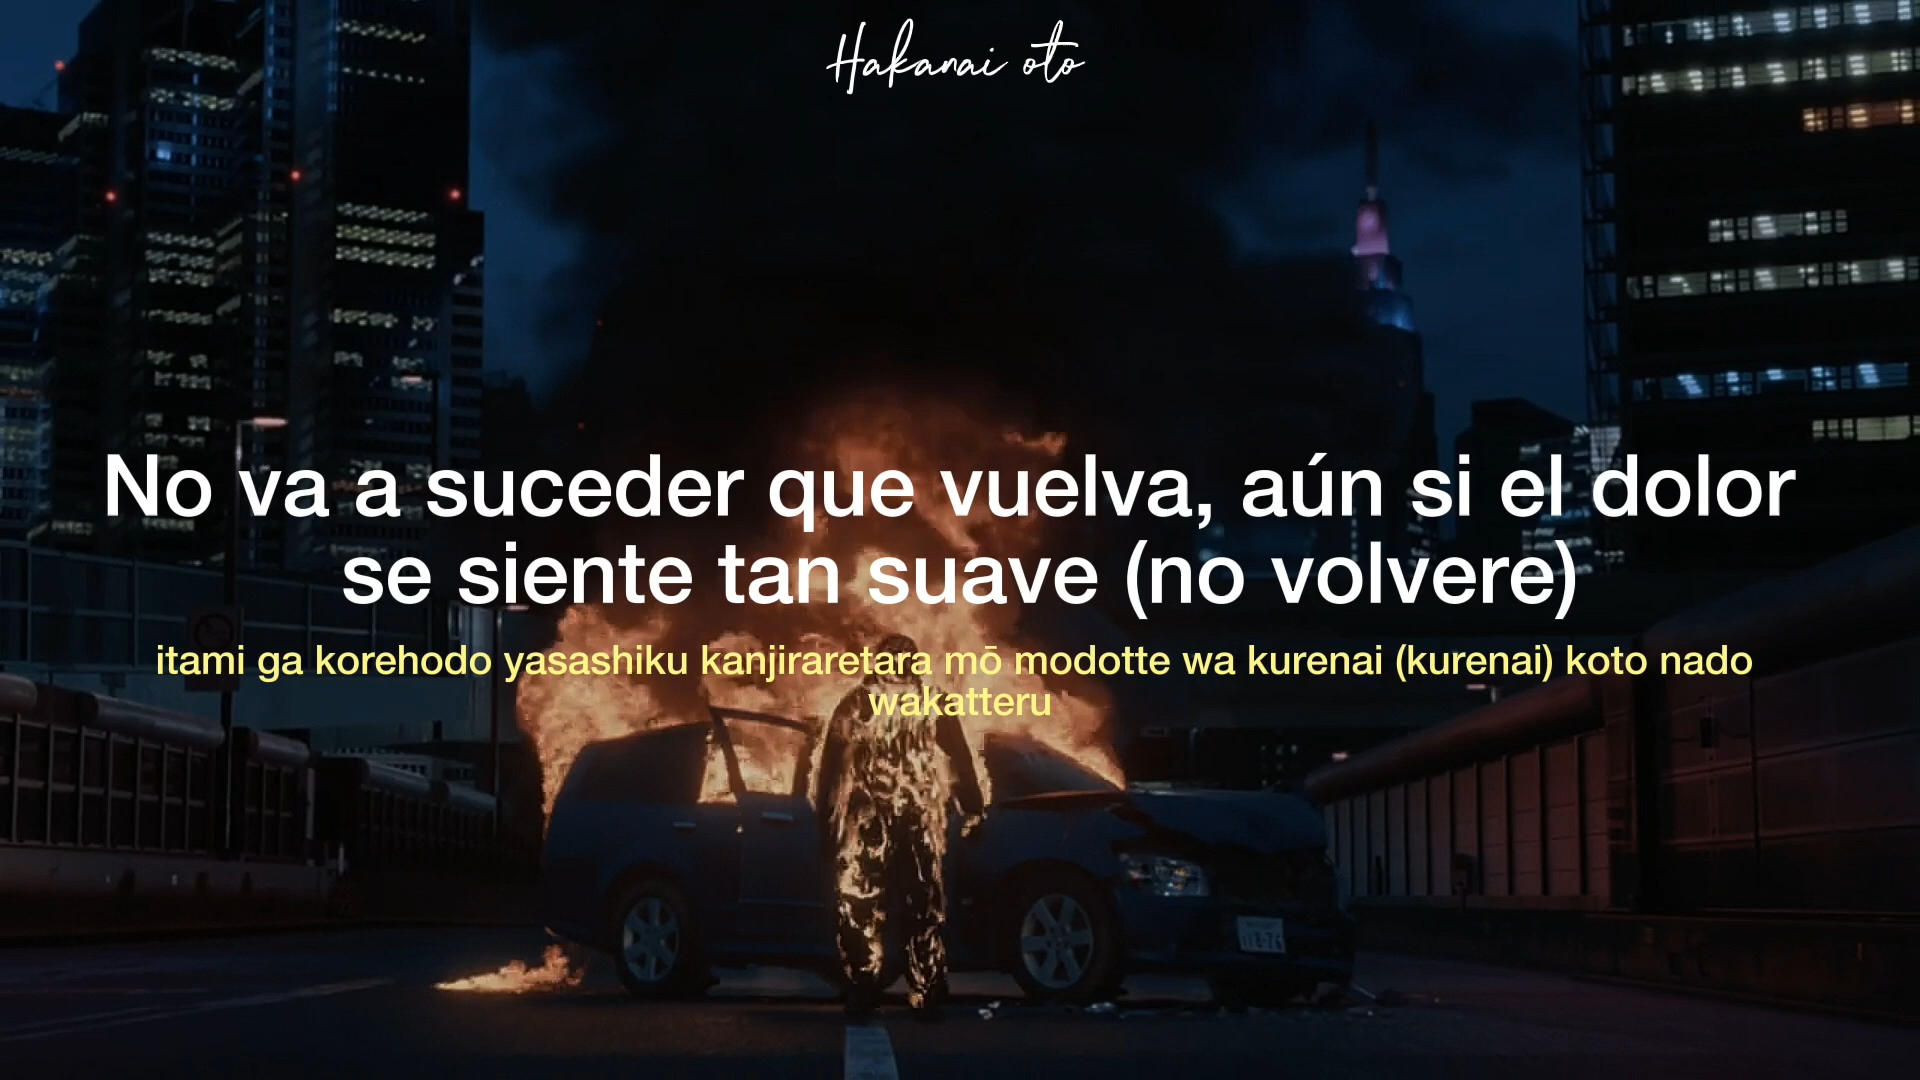 Hakanai oto
No va a suceder que vuelva, aún si el dolor
se siente tan suave (no volvere)
itami ga korehodo yasashiku kanjiraretara mō modotte wa kurenai (kurenai) koto nado
wakatteru